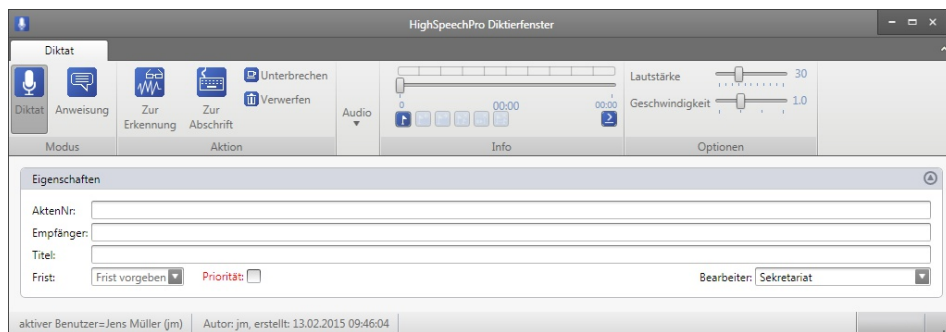 HighSpeechPro Diktierfenster
Diktat
Diktat
Anweisung
Zur
Erkennung
Zur
Abschrift
Unterbrechen
Verwerfen
Audio
0
00:00
00:00
Lautstärke
30
Geschwindigkeit
1.0
Modus
Aktion
Info
Optionen
Eigenschaften
AktenNr:
Empfänger:
Titel:
Frist:
Frist vorgeben
Priorität:
Bearbeiter:
Sekretariat
aktiver Benutzer=Jens Müller (jm)
Autor: jm, erstellt: 13.02.2015 09:46:04